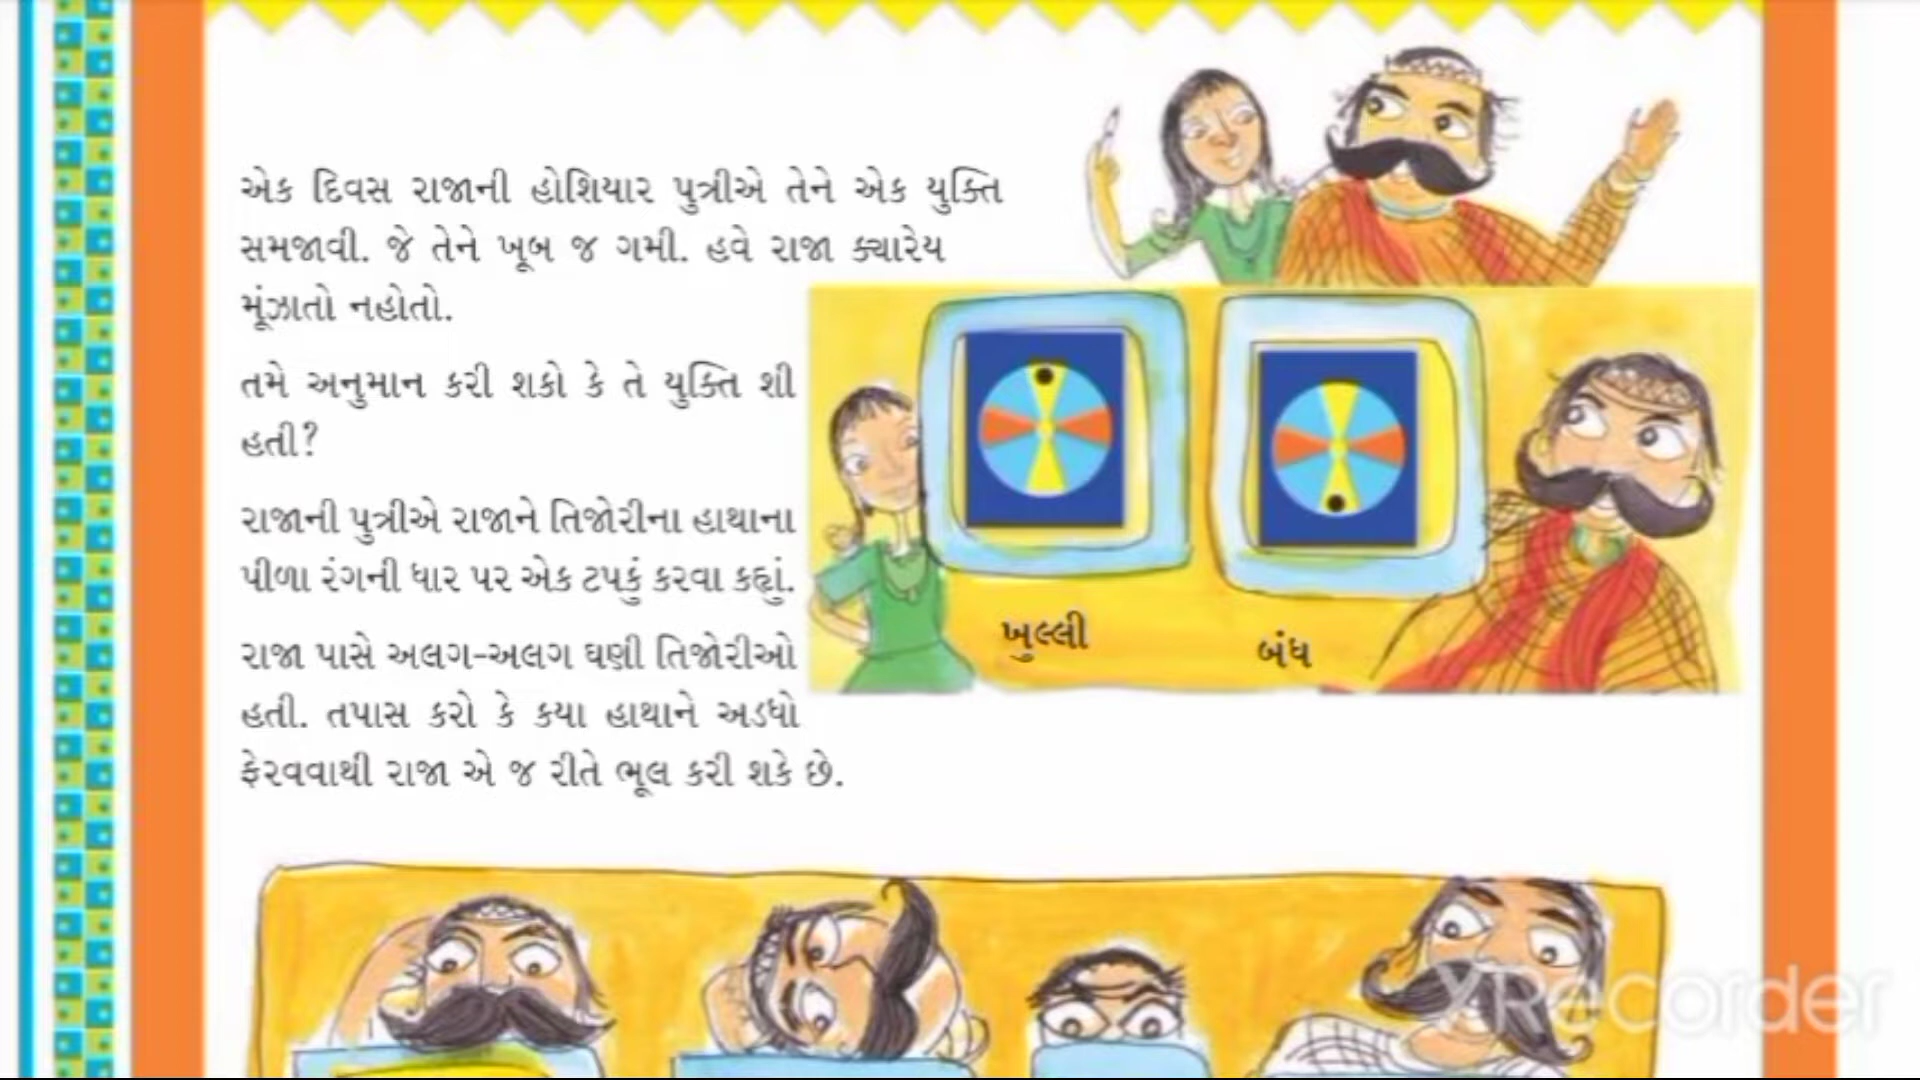 એક દિવસ રાજાની હોશિયાર પુત્રીએ તેને એક યુક્તિ
સમજાવી. જે તેને ખૂબ જ ગમી. હવે રાજા ક્યારેય
મૂંઝાતો નહોતો.
તમે અનુમાન કરી શકો કે તે યુક્તિ શી
હતી?
રાજાની પુત્રીએ રાજાને તિજોરીના હાથાના
પીળા રંગની ધાર પર એક ટપકું કરવા કહ્યું.
રાજા પાસે અલગ-અલગ ઘણી તિજોરીઓ
હતી. તપાસ કરો કે કયા હાથાને અડધો
ફેરવવાથી રાજા એ જ રીતે ભૂલ કરી શકે છે.
ખુલ્લી
બંધ
XRecorder